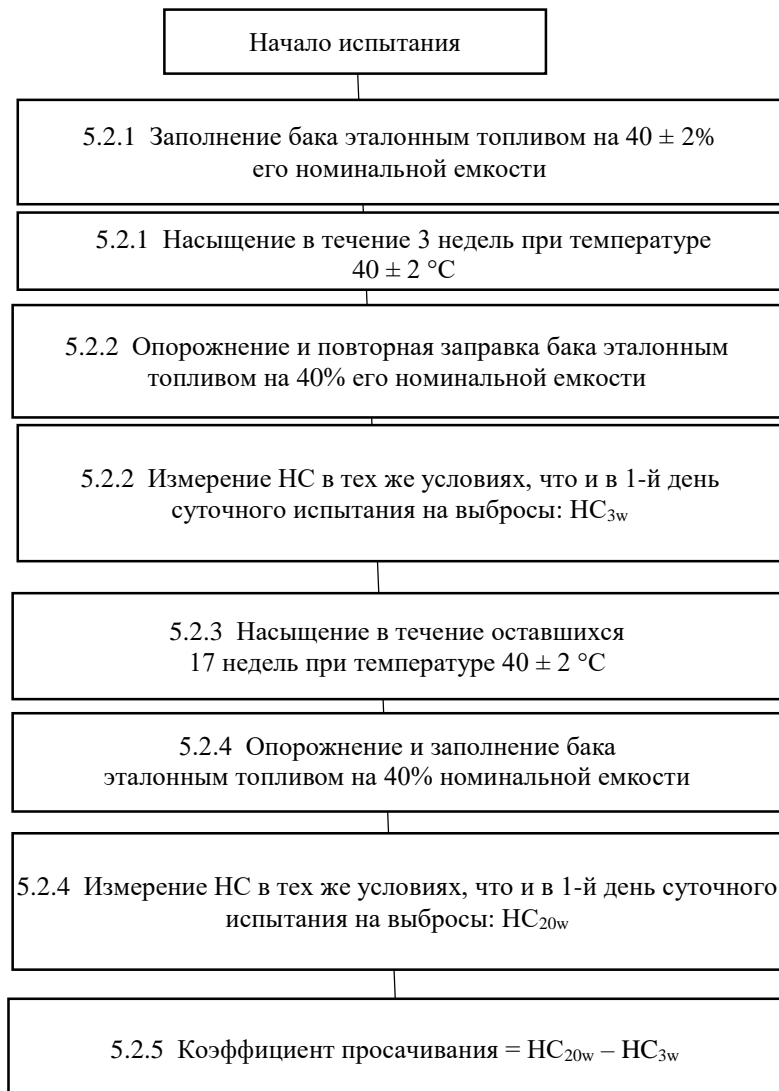 Начало испытания
5.2.1 Заполнение бака эталонным топливом на 40 ± 2%
его номинальной емкости
5.2.1 Насыщение в течение 3 недель при температуре
40 ± 2 °C
5.2.2 Опорожнение и повторная заправка бака эталонным
топливом на 40% его номинальной емкости
5.2.2 Измерение HC в тех же условиях, что и в 1-й день
суточного испытания на выбросы: HC3w
5.2.3 Насыщение в течение оставшихся
17 недель при температуре 40 ± 2 °C
5.2.4 Опорожнение и заполнение бака
эталонным топливом на 40% номинальной емкости
5.2.4 Измерение HC в тех же условиях, что и в 1-й день суточного
испытания на выбросы: HC20w
5.2.5 Коэффициент просачивания = HC20w – HC3w